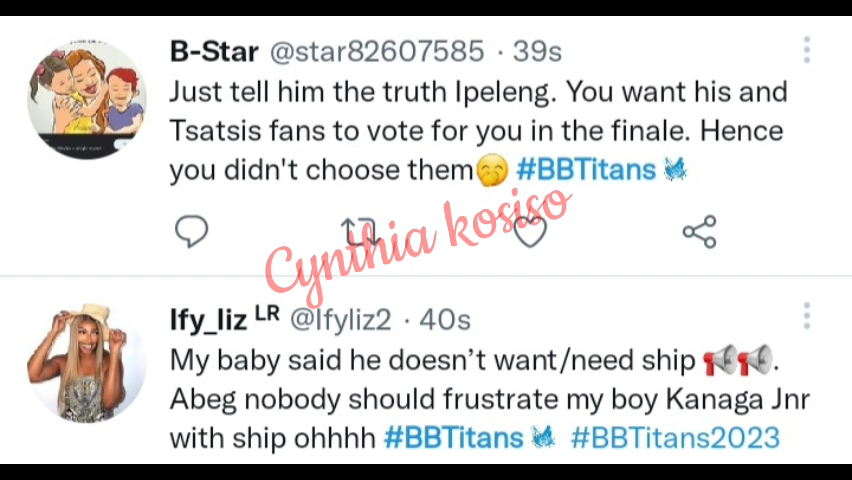 B-Star @star82607585 · 39s
Just tell him the truth Ipeleng. You want his and
Tsatsis fans to vote for you in the finale. Hence
you didn't choose them🤭 #BBTitans
Cynthia kosiso
Ify_liz ᴸᴿ @Ifyliz2 · 40s
My baby said he doesn’t want/need ship 📢📢.
Abeg nobody should frustrate my boy Kanaga Jnr
with ship ohhhh #BBTitans #BBTitans2023